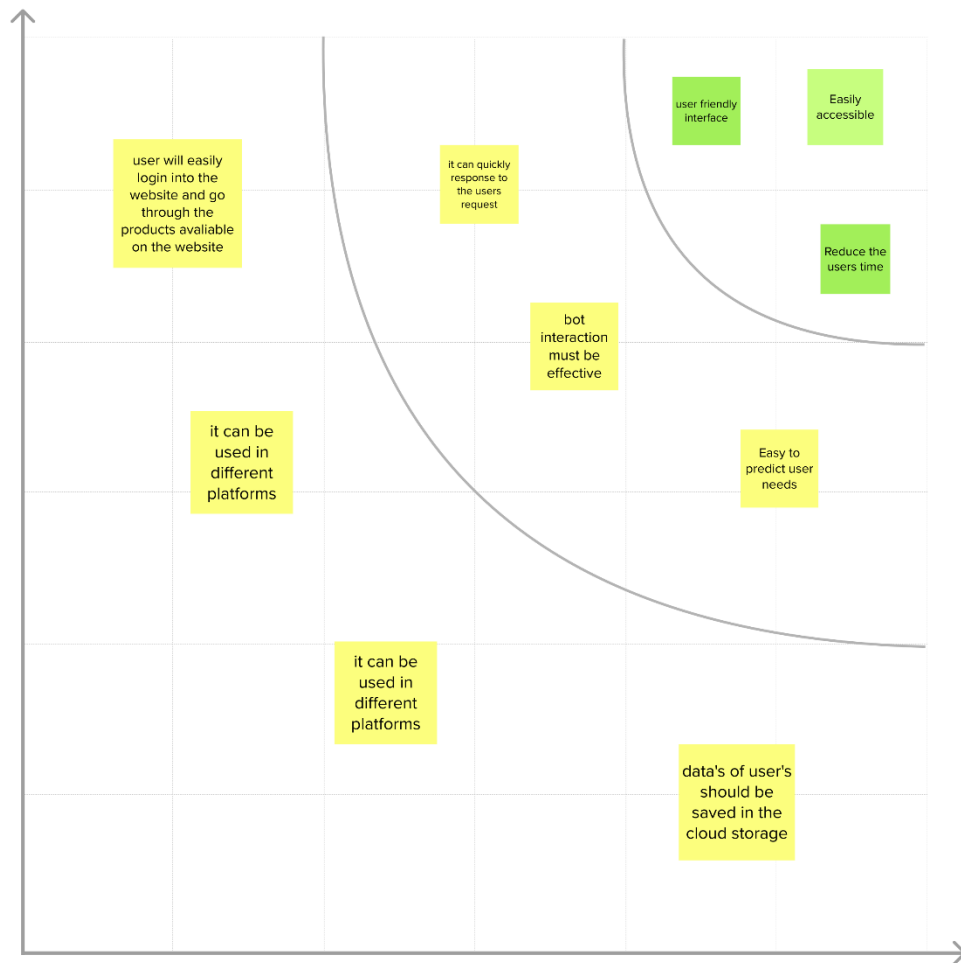 user friendly
interface
Easily
accessible
user will easily
login into the
website and go
through the
products avaliable
on the website
it can quickly
response to
the users
request
Reduce the
users time
bot
interaction
must be
effective
it can be
used in
different
platforms
Easy to
predict user
needs
it can be
used in
different
platforms
data's of user's
should be
saved in the
cloud storage